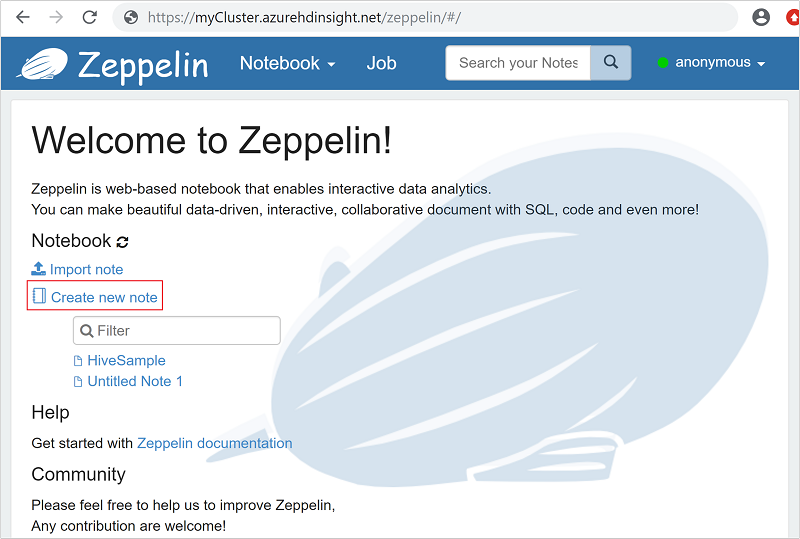 https://myCluster.azurehdinsight.net/zeppelin/#/
Zeppelin Notebook Job Search your Notes anonymous
Welcome to Zeppelin!
Zeppelin is web-based notebook that enables interactive data analytics.
You can make beautiful data-driven, interactive, collaborative document with SQL, code and even more!
Notebook
Import note
Create new note
Filter
HiveSample
Untitled Note 1
Help
Get started with Zeppelin documentation
Community
Please feel free to help us to improve Zeppelin,
Any contribution are welcome!